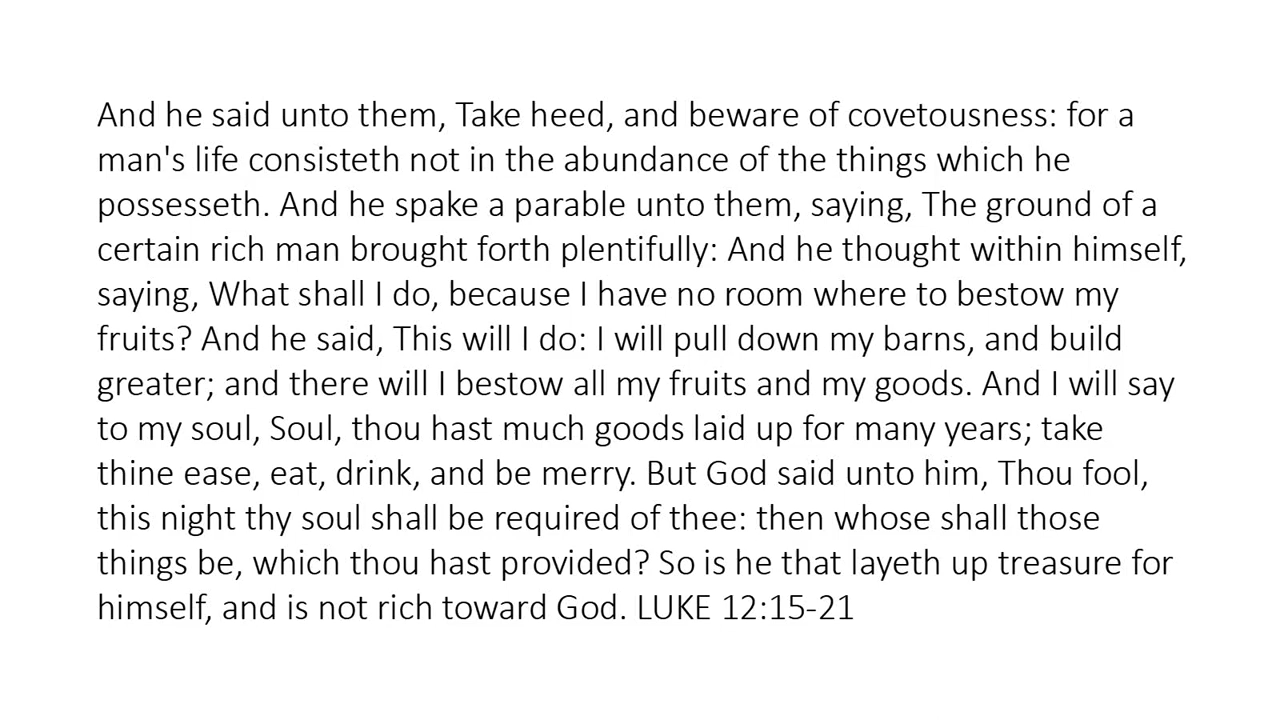 And he said unto them, Take heed, and beware of covetousness: for a
man's life consisteth not in the abundance of the things which he
possesseth. And he spake a parable unto them, saying, The ground of a
certain rich man brought forth plentifully: And he thought within himself,
saying, What shall I do, because I have no room where to bestow my
fruits? And he said, This will I do: I will pull down my barns, and build
greater; and there will I bestow all my fruits and my goods. And I will say
to my soul, Soul, thou hast much goods laid up for many years; take
thine ease, eat, drink, and be merry. But God said unto him, Thou fool,
this night thy soul shall be required of thee: then whose shall those
things be, which thou hast provided? So is he that layeth up treasure for
himself, and is not rich toward God. LUKE 12:15-21